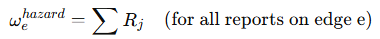 ω_e^{hazard} = ∑ R_j (for all reports on edge e)